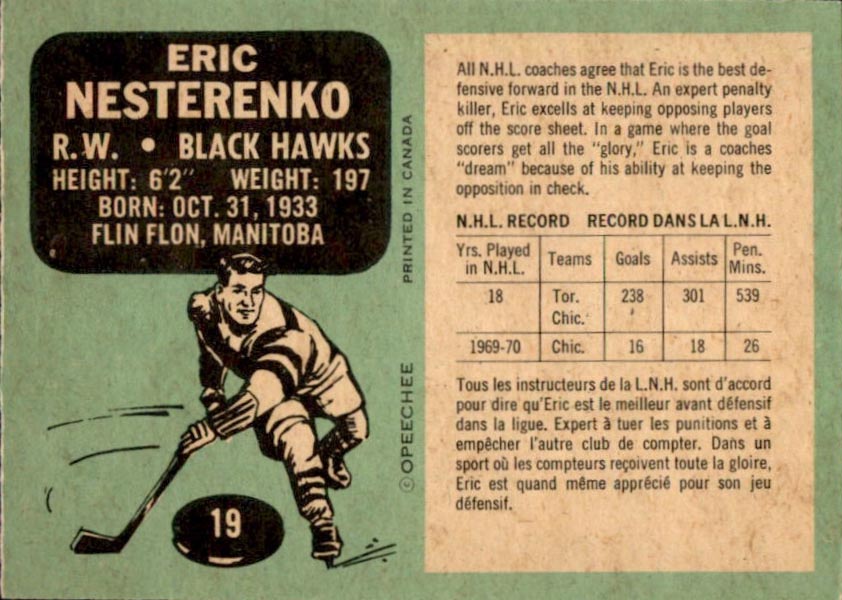 ERIC
NESTERENKO
R.W. • BLACK HAWKS
HEIGHT: 6'2" WEIGHT: 197
BORN: OCT. 31, 1933
FLIN FLON, MANITOBA
19
PRINTED IN CANADA
©OPEECHEE
All N.H.L. coaches agree that Eric is the best de-
fensive forward in the N.H.L. An expert penalty
killer, Eric excells at keeping opposing players
off the score sheet. In a game where the goal
scorers get all the "glory," Eric is a coaches
"dream" because of his ability at keeping the
opposition in check.
N.H.L. RECORD RECORD DANS LA L.N.H.
Yrs. Played in N.H.L. Teams Goals Assists Pen. Mins.
18 Tor. Chic. 238 301 539
1969-70 Chic. 16 18 26
Tous les instructeurs de la L.N.H. sont d'accord
pour dire qu'Eric est le meilleur avant défensif
dans la ligue. Expert à tuer les punitions et à
empêcher l'autre club de compter. Dans un
sport où les compteurs reçoivent toute la gloire,
Eric est quand même apprécié pour son jeu
défensif.